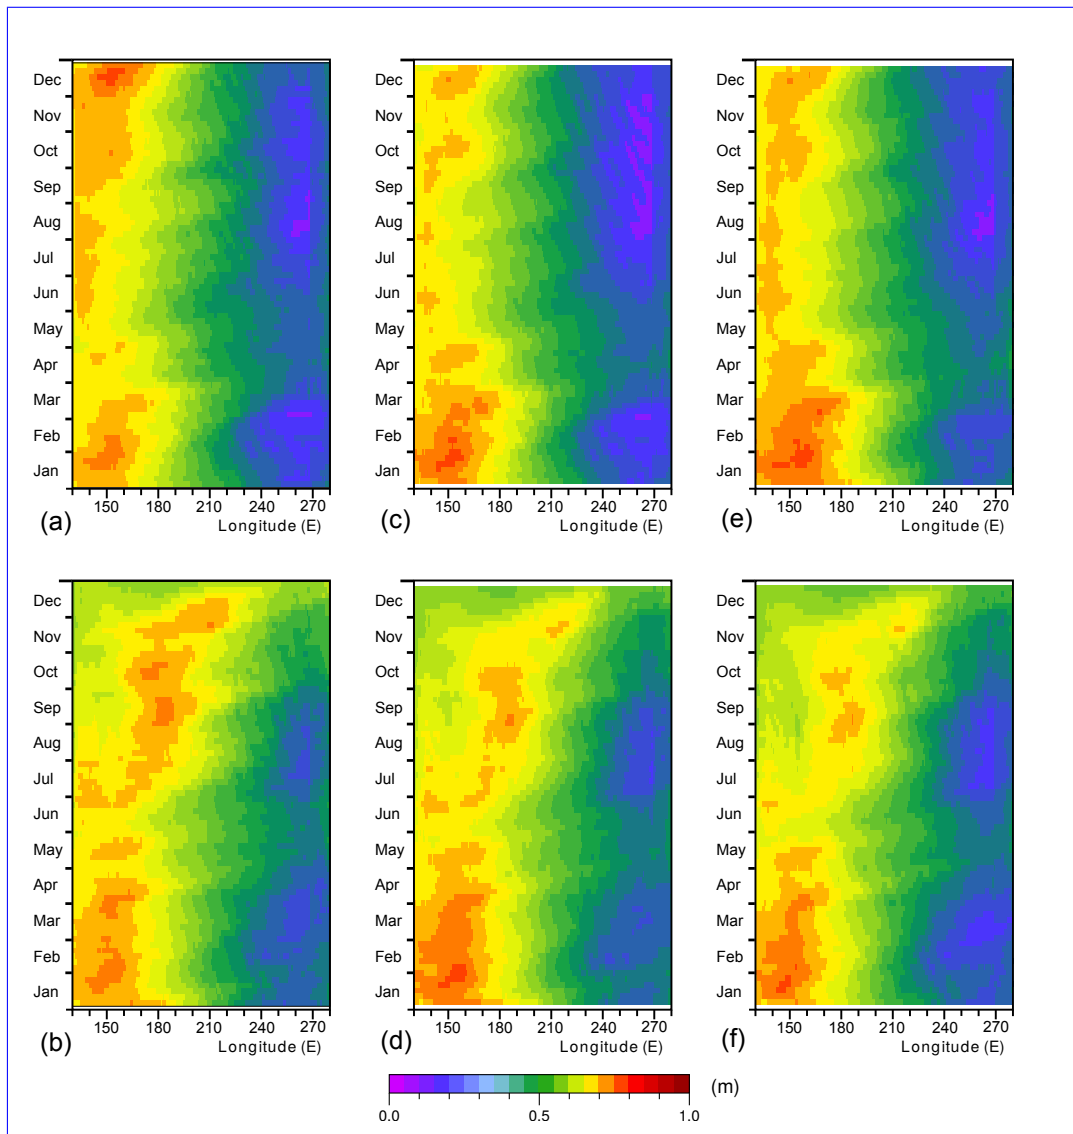 Dec
Nov
Oct
Sep
Aug
Jul
Jun
May
Apr
Mar
Feb
Jan
150 180 210 240 270
(a) Longitude (E)
Dec
Nov
Oct
Sep
Aug
Jul
Jun
May
Apr
Mar
Feb
Jan
150 180 210 240 270
(c) Longitude (E)
Dec
Nov
Oct
Sep
Aug
Jul
Jun
May
Apr
Mar
Feb
Jan
150 180 210 240 270
(e) Longitude (E)
Dec
Nov
Oct
Sep
Aug
Jul
Jun
May
Apr
Mar
Feb
Jan
150 180 210 240 270
(b) Longitude (E)
Dec
Nov
Oct
Sep
Aug
Jul
Jun
May
Apr
Mar
Feb
Jan
150 180 210 240 270
(d) Longitude (E)
Dec
Nov
Oct
Sep
Aug
Jul
Jun
May
Apr
Mar
Feb
Jan
150 180 210 240 270
(f) Longitude (E)
(m)
0.0 0.5 1.0